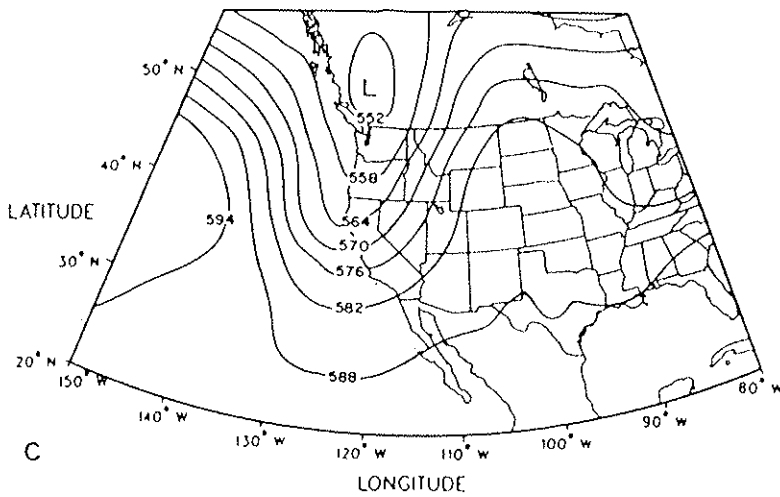 50° N
L
552
40° N
558
LATITUDE
594
564
570
30° N
576
582
20° N
588
150° W
80° W
140° W
90° W
130° W
100° W
120° W
110° W
C
LONGITUDE